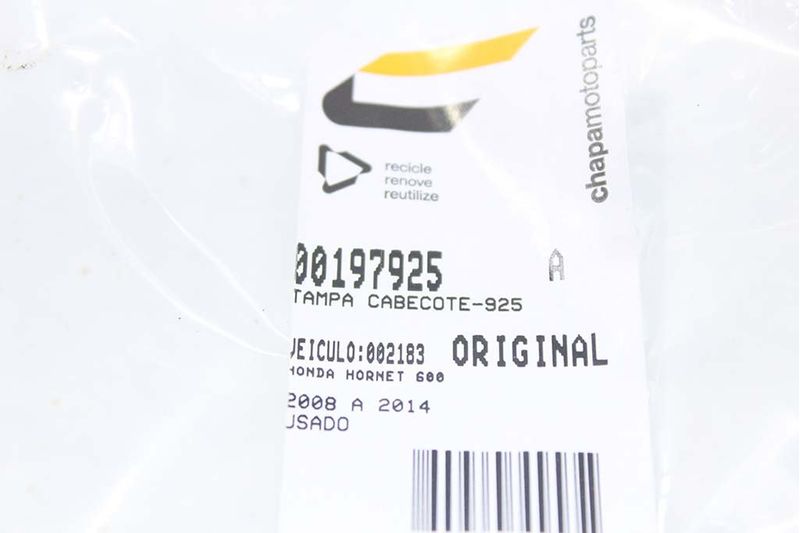 chapamotoparts
recicle
renove
reutilize
00197925 A
TAMPA CABECOTE-925
VEICULO:002183 ORIGINAL
HONDA HORNET 600
2008 A 2014
USADO